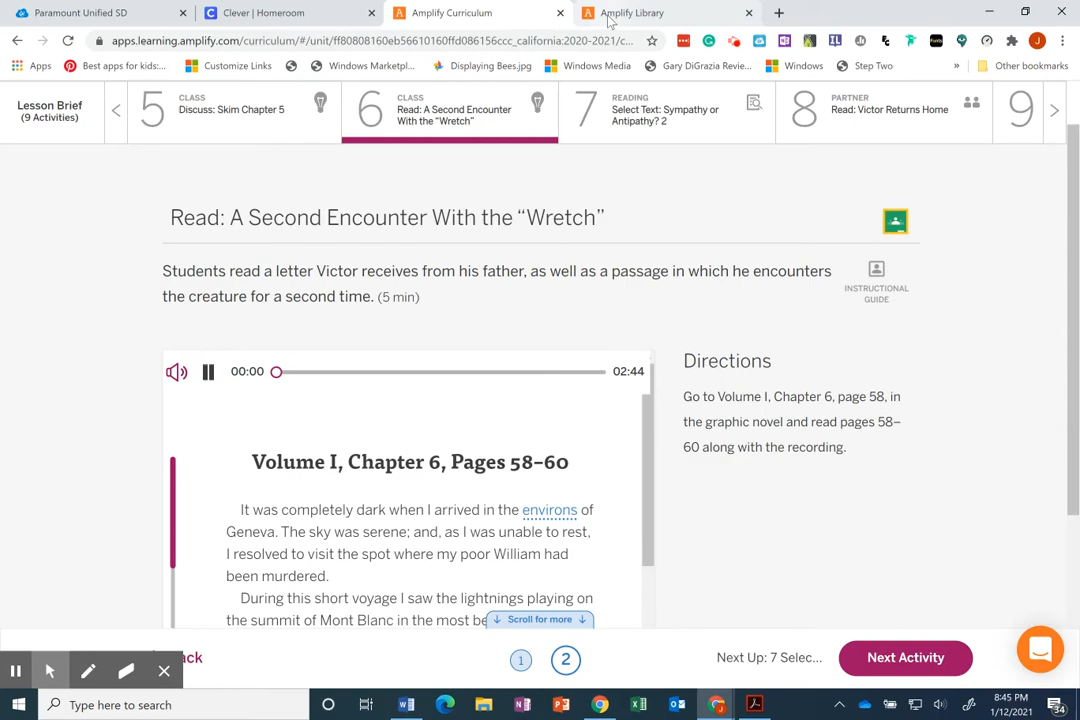 Paramount Unified SD
Clever | Homeroom
Amplify Curriculum
Amplify Library
apps.learning.amplify.com/curriculum/#/unit/ff80808160eb56610160ffd086156ccc_california:2020-2021/c...
Apps
Best apps for kids:...
Customize Links
Windows Marketpl...
Displaying Bees.jpg
Windows Media
Gary DiGrazia Revie...
Windows
Step Two
»
Other bookmarks
Lesson Brief
(9 Activities)
5
CLASS
Discuss: Skim Chapter 5
6
CLASS
Read: A Second Encounter
With the “Wretch”
7
READING
Select Text: Sympathy or
Antipathy? 2
8
PARTNER
Read: Victor Returns Home
9
Read: A Second Encounter With the “Wretch”
Students read a letter Victor receives from his father, as well as a passage in which he encounters
the creature for a second time. (5 min)
INSTRUCTIONAL
GUIDE
00:00
02:44
Directions
Go to Volume I, Chapter 6, page 58, in
the graphic novel and read pages 58–
60 along with the recording.
Volume I, Chapter 6, Pages 58–60
It was completely dark when I arrived in the environs of
Geneva. The sky was serene; and, as I was unable to rest,
I resolved to visit the spot where my poor William had
been murdered.
During this short voyage I saw the lightnings playing on
the summit of Mont Blanc in the most be
Scroll for more
ck
1
2
Next Up: 7 Selec...
Next Activity
Type here to search
8:45 PM
1/12/2021
34